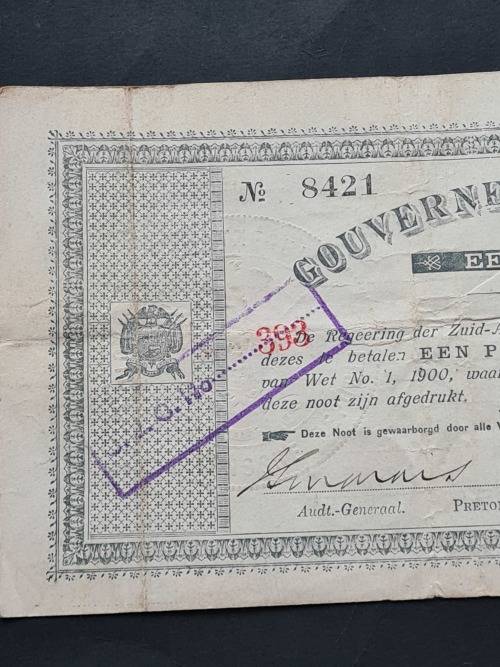 No 8421
GOUVERNE
EE
393
De Regeering der Zuid-A
dezes te betalen EEN P
van Wet No. 1, 1900, waa
deze noot zijn afgedrukt,
Deze Noot is gewaarborgd door alle V
Audt.-Generaal. PRETO